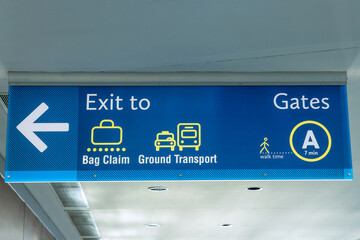 Exit to
Gates
Bag Claim
Ground Transport
walk time
A
7 min